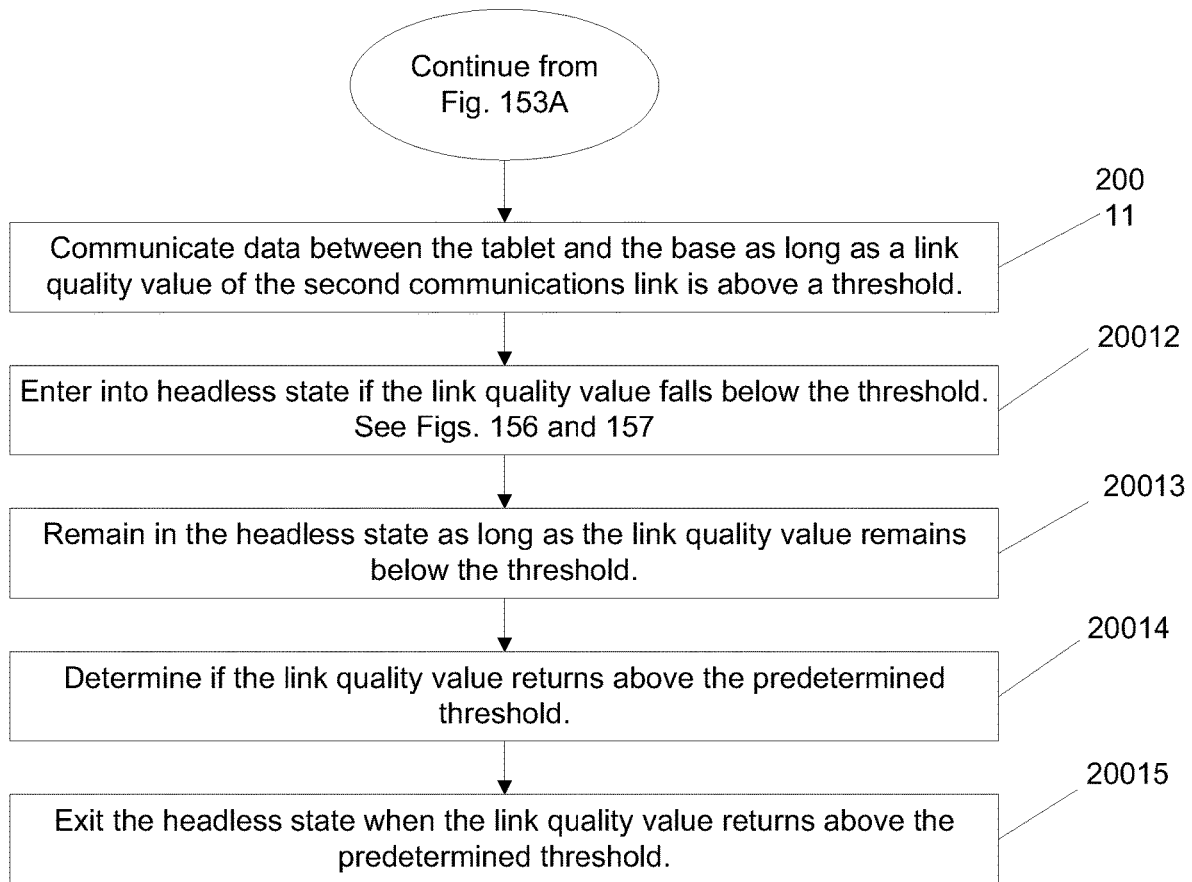 Continue from
Fig. 153A
200
11
Communicate data between the tablet and the base as long as a link
quality value of the second communications link is above a threshold.
20012
Enter into headless state if the link quality value falls below the threshold.
See Figs. 156 and 157
20013
Remain in the headless state as long as the link quality value remains
below the threshold.
20014
Determine if the link quality value returns above the predetermined
threshold.
20015
Exit the headless state when the link quality value returns above the
predetermined threshold.